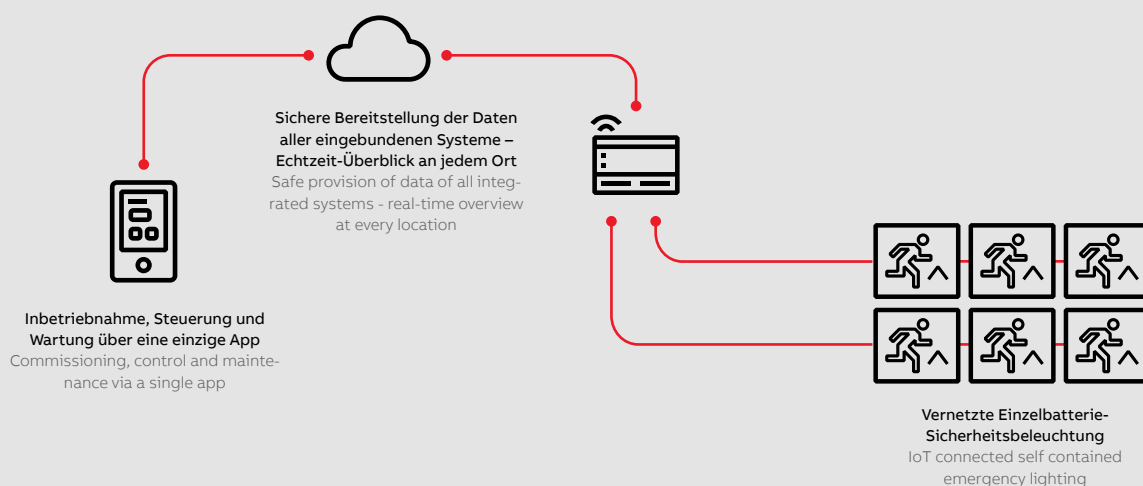 Sichere Bereitstellung der Daten
aller eingebundenen Systeme –
Echtzeit-Überblick an jedem Ort
Safe provision of data of all integ-
rated systems - real-time overview
at every location
Inbetriebnahme, Steuerung und
Wartung über eine einzige App
Commissioning, control and mainte-
nance via a single app
Vernetzte Einzelbatterie-
Sicherheitsbeleuchtung
IoT connected self contained
emergency lighting